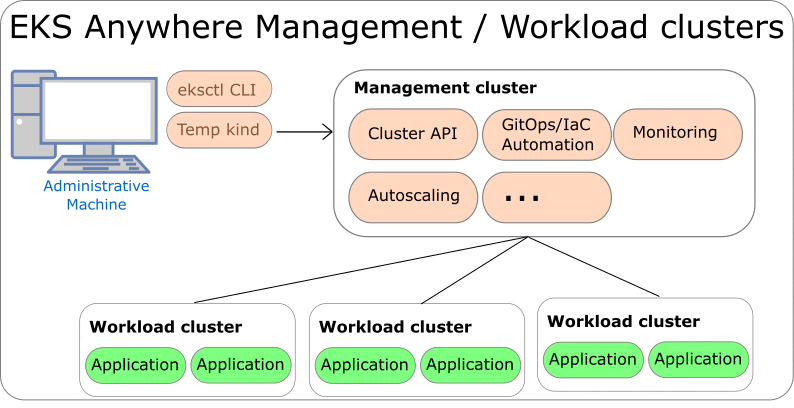 EKS Anywhere Management / Workload clusters
eksctl CLI
Temp kind
Administrative
Machine
Management cluster
Cluster API
GitOps/IaC
Automation
Monitoring
Autoscaling
...
Workload cluster
Application
Application
Workload cluster
Application
Application
Workload cluster
Application
Application